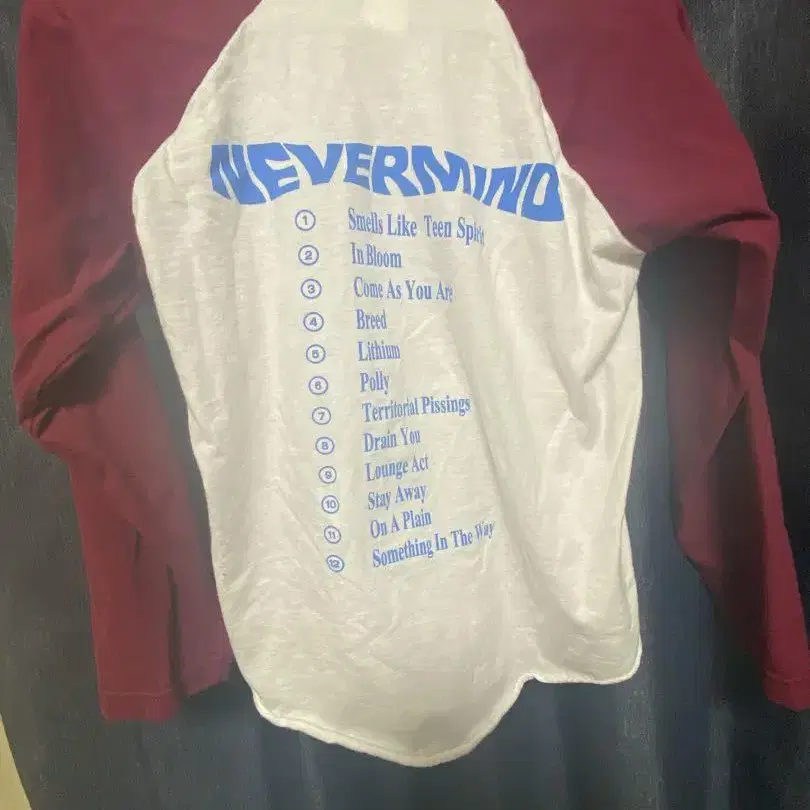 NEVERMIND
1 Smells Like Teen Spirit
2 In Bloom
3 Come As You Are
4 Breed
5 Lithium
6 Polly
7 Territorial Pissings
8 Drain You
9 Lounge Act
10 Stay Away
11 On A Plain
12 Something In The Way